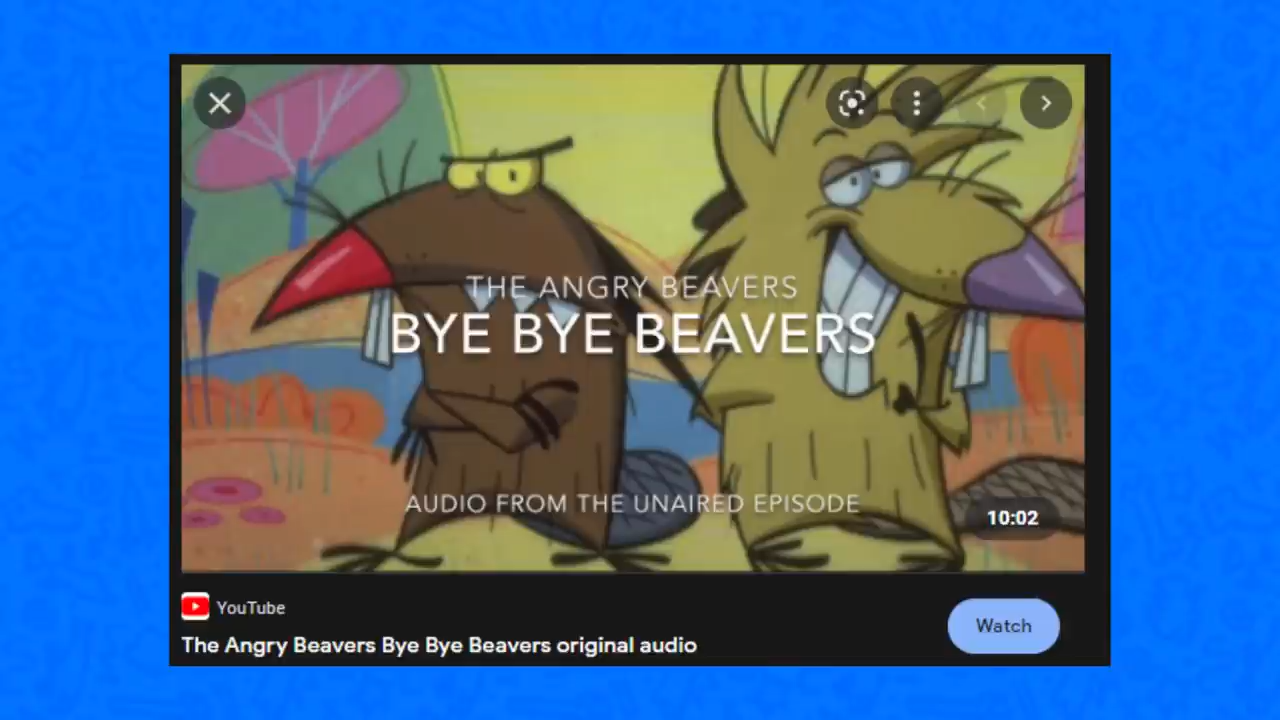 THE ANGRY BEAVERS
BYE BYE BEAVERS
AUDIO FROM THE UNAIRED EPISODE
10:02
YouTube
The Angry Beavers Bye Bye Beavers original audio
Watch